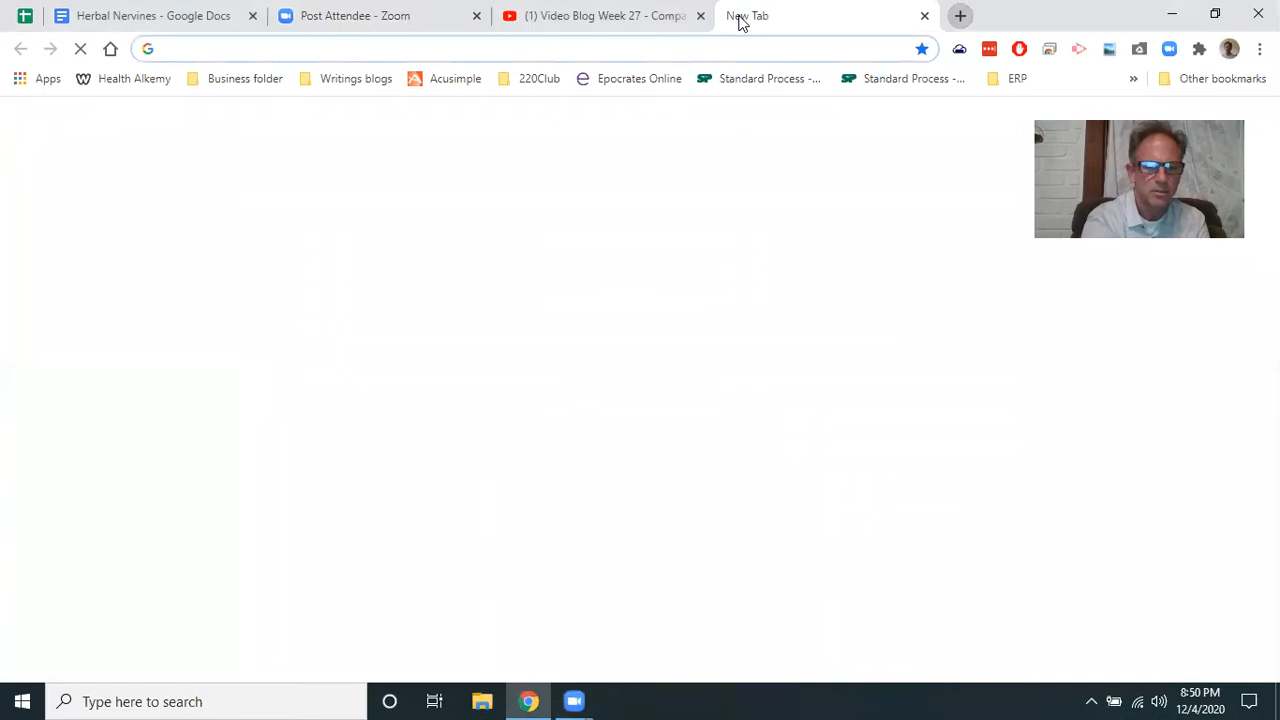 Herbal Nervines - Google Docs
Post Attendee - Zoom
(1) Video Blog Week 27 - Compa
New Tab
Apps
Health Alkemy
Business folder
Writings blogs
Acusimple
220Club
Epocrates Online
Standard Process -...
Standard Process -...
ERP
»
Other bookmarks
Type here to search
8:50 PM
12/4/2020